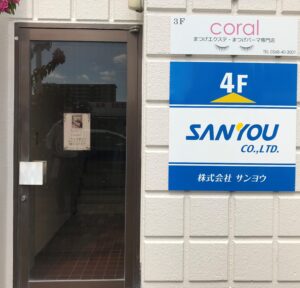 3F
coral
まつげエクステ・まつげパーマ専門店
4F
SANYOU
CO.,LTD.
株式会社 サンヨウ